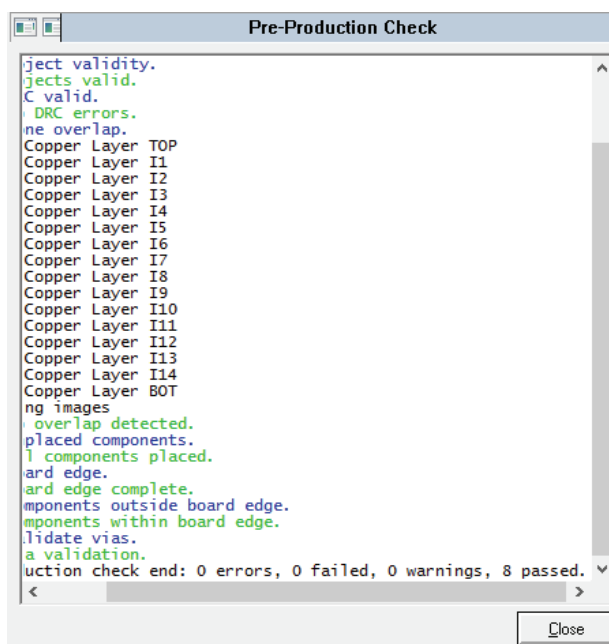 Pre-Production Check
ject validity.
jects valid.
C valid.
DRC errors.
ne overlap.
Copper Layer TOP
Copper Layer I1
Copper Layer I2
Copper Layer I3
Copper Layer I4
Copper Layer I5
Copper Layer I6
Copper Layer I7
Copper Layer I8
Copper Layer I9
Copper Layer I10
Copper Layer I11
Copper Layer I12
Copper Layer I13
Copper Layer I14
Copper Layer BOT
ng images
overlap detected.
placed components.
l components placed.
ard edge.
ard edge complete.
mponents outside board edge.
mponents within board edge.
lidate vias.
a validation.
uction check end: 0 errors, 0 failed, 0 warnings, 8 passed.
Close